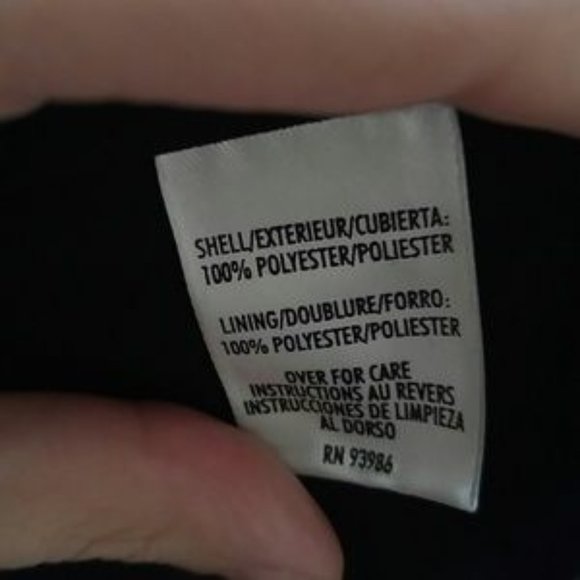 SHELL/EXTERIEUR/CUBIERTA:
100% POLYESTER/POLIESTER
LINING/DOUBLURE/FORRO:
100% POLYESTER/POLIESTER
OVER FOR CARE
INSTRUCTIONS AU REVERS
INSTRUCCIONES DE LIMPIEZA
AL DORSO
RN 93986